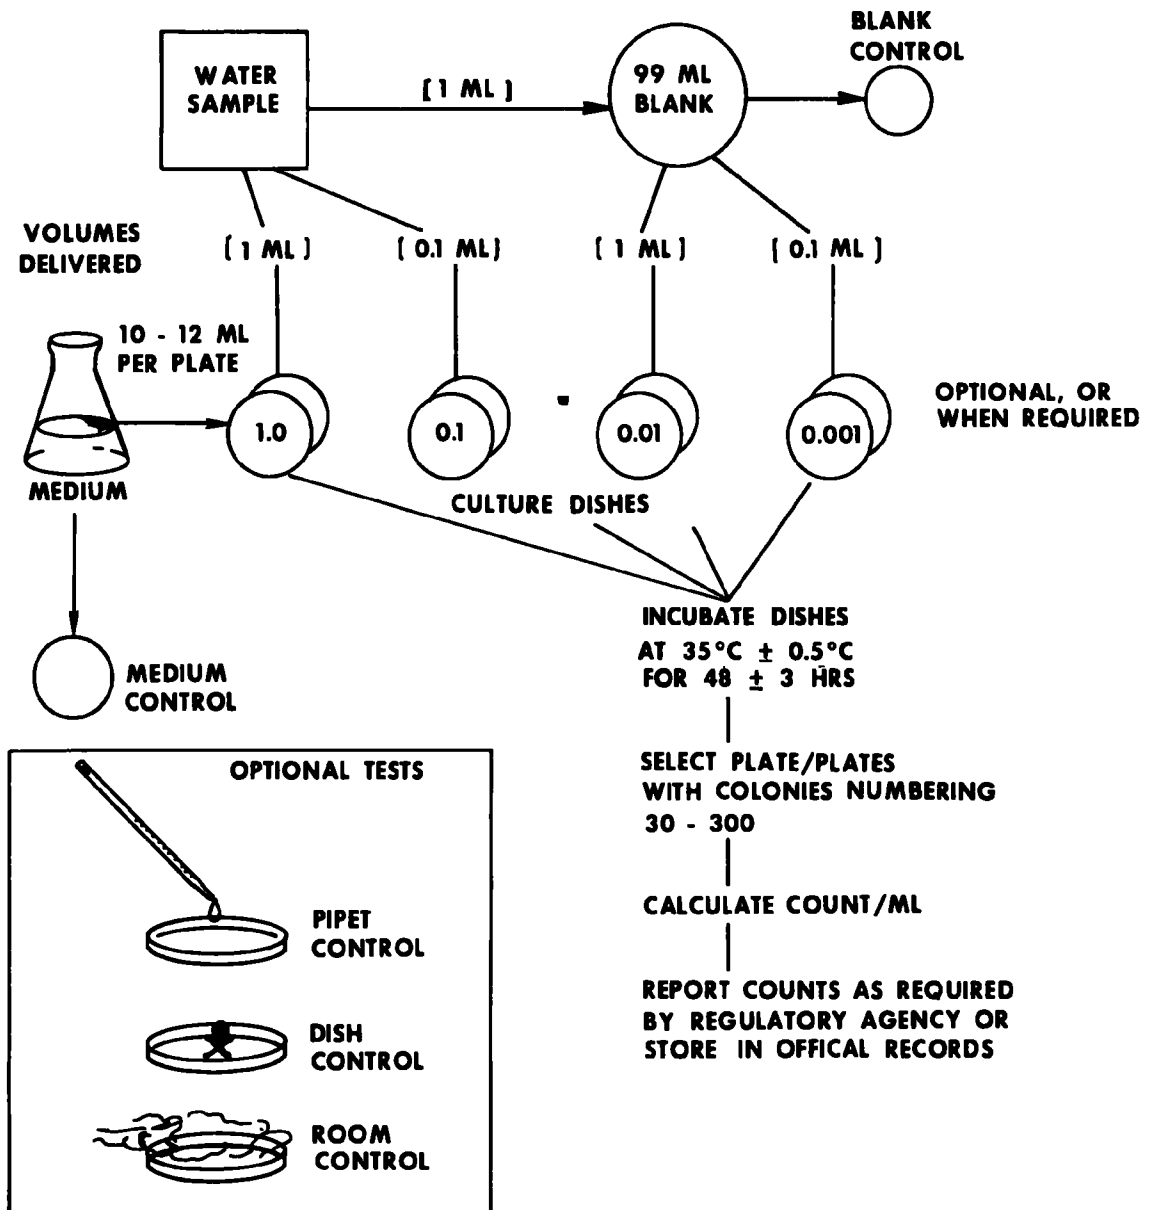 WATER
SAMPLE
[1 ML]
99 ML
BLANK
BLANK
CONTROL
VOLUMES
DELIVERED
[1 ML]
[0.1 ML]
[1 ML]
[0.1 ML]
10 - 12 ML
PER PLATE
1.0
0.1
0.01
0.001
OPTIONAL, OR
WHEN REQUIRED
MEDIUM
CULTURE DISHES
INCUBATE DISHES
AT 35°C ± 0.5°C
FOR 48 ± 3 HRS
MEDIUM
CONTROL
SELECT PLATE/PLATES
WITH COLONIES NUMBERING
30 - 300
CALCULATE COUNT/ML
REPORT COUNTS AS REQUIRED
BY REGULATORY AGENCY OR
STORE IN OFFICAL RECORDS
OPTIONAL TESTS
PIPET
CONTROL
DISH
CONTROL
ROOM
CONTROL